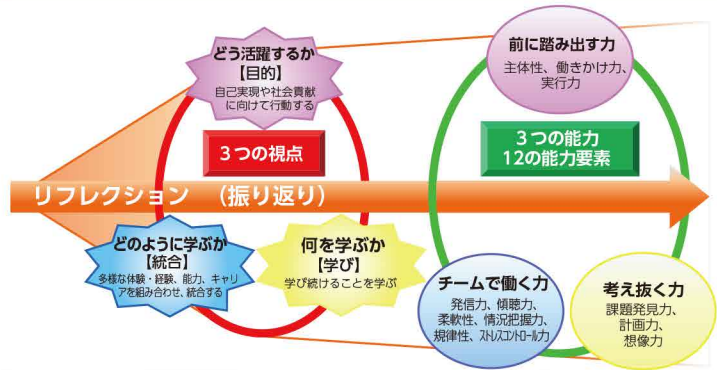 どう活躍するか
【目的】
自己実現や社会貢献
に向けて行動する
3つの視点
前に踏み出す力
主体性、働きかけ力、
実行力
3つの能力
12の能力要素
リフレクション （振り返り）
どのように学ぶか
【統合】
多様な体験・経験、能力、キャリ
アを組み合わせ、統合する
何を学ぶか
【学び】
学び続けることを学ぶ
チームで働く力
発信力、傾聴力、
柔軟性、情況把握力、
規律性、ストレスコントロール力
考え抜く力
課題発見力、
計画力、
想像力